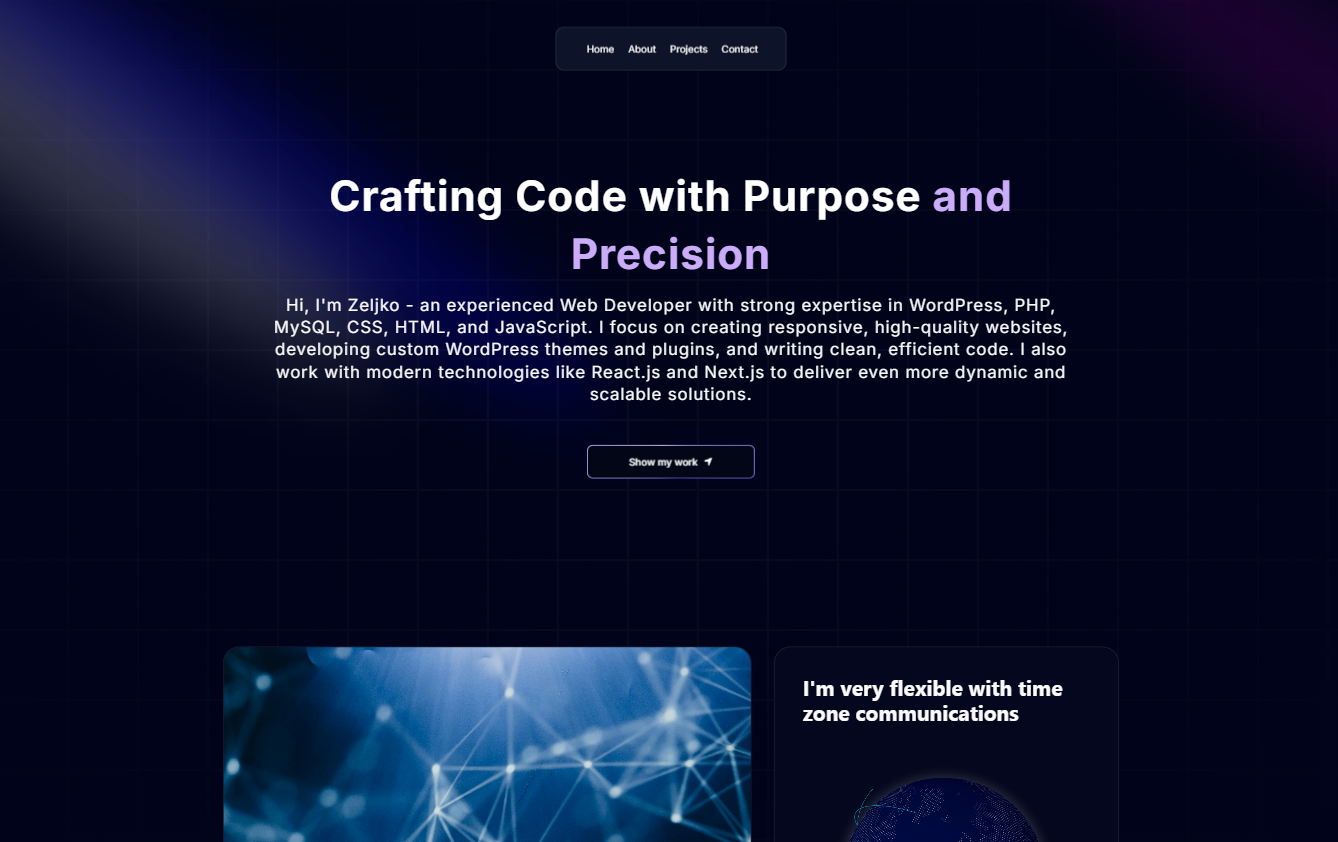 Home About Projects Contact
Crafting Code with Purpose and
Precision
Hi, I'm Zeljko - an experienced Web Developer with strong expertise in WordPress, PHP,
MySQL, CSS, HTML, and JavaScript. I focus on creating responsive, high-quality websites,
developing custom WordPress themes and plugins, and writing clean, efficient code. I also
work with modern technologies like React.js and Next.js to deliver even more dynamic and
scalable solutions.
Show my work
I'm very flexible with time
zone communications